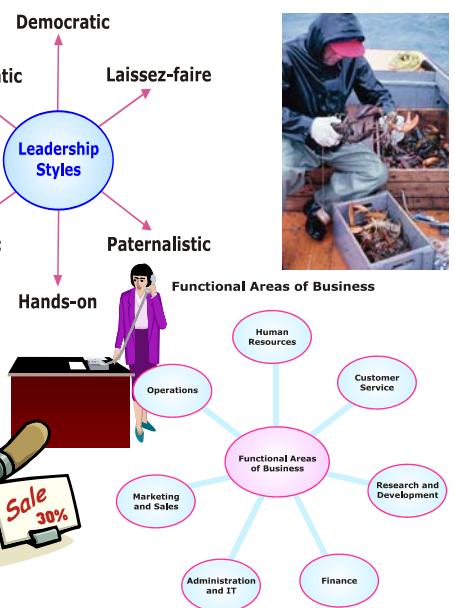 Democratic
Laissez-faire
Leadership
Styles
Paternalistic
Hands-on
Functional Areas of Business
Human
Resources
Customer
Service
Operations
Functional Areas
of Business
Research and
Development
Marketing
and Sales
Sale
30%
Administration
and IT
Finance